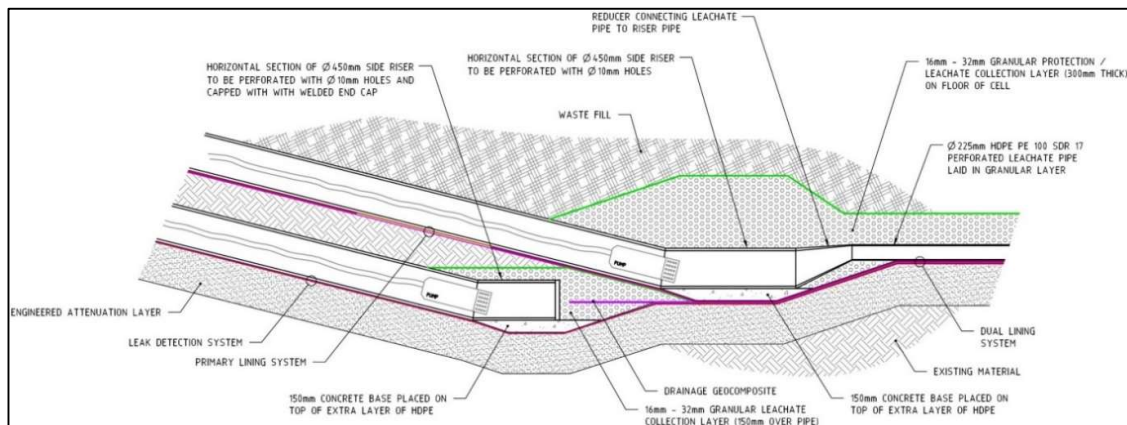 REDUCER CONNECTING LEACHATE
PIPE TO RISER PIPE
HORIZONTAL SECTION OF Ø450mm SIDE RISER
TO BE PERFORATED WITH Ø10mm HOLES AND
CAPPED WITH WITH WELDED END CAP
HORIZONTAL SECTION OF Ø450mm SIDE RISER
TO BE PERFORATED WITH Ø10mm HOLES
16mm - 32mm GRANULAR PROTECTION /
LEACHATE COLLECTION LAYER (300mm THICK)
ON FLOOR OF CELL
WASTE FILL
Ø225mm HDPE PE 100 SDR 17
PERFORATED LEACHATE PIPE
LAID IN GRANULAR LAYER
PUMP
PUMP
ENGINEERED ATTENUATION LAYER
LEAK DETECTION SYSTEM
PRIMARY LINING SYSTEM
DUAL LINING
SYSTEM
EXISTING MATERIAL
DRAINAGE GEOCOMPOSITE
150mm CONCRETE BASE PLACED ON
TOP OF EXTRA LAYER OF HDPE
16mm - 32mm GRANULAR LEACHATE
COLLECTION LAYER (150mm OVER PIPE)
150mm CONCRETE BASE PLACED ON
TOP OF EXTRA LAYER OF HDPE